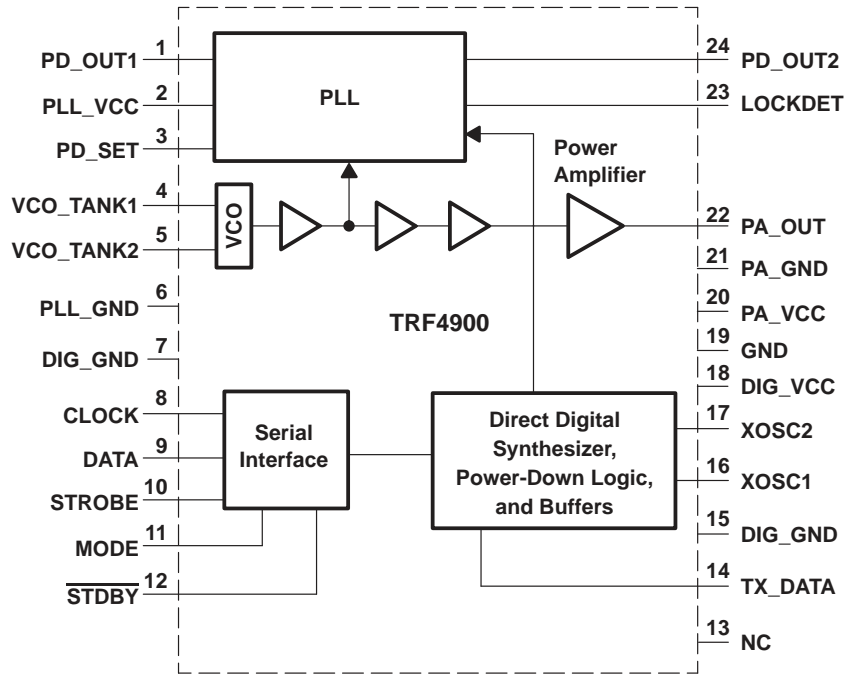 PD_OUT1 1
PLL_VCC 2
PD_SET 3
VCO_TANK1 4
VCO_TANK2 5
PLL_GND 6
DIG_GND 7
CLOCK 8
DATA 9
STROBE 10
MODE 11
STDBY 12
PLL
VCO
Power
Amplifier
TRF4900
Serial
Interface
Direct Digital
Synthesizer,
Power-Down Logic,
and Buffers
24 PD_OUT2
23 LOCKDET
22 PA_OUT
21 PA_GND
20 PA_VCC
19 GND
18 DIG_VCC
17 XOSC2
16 XOSC1
15 DIG_GND
14 TX_DATA
13 NC